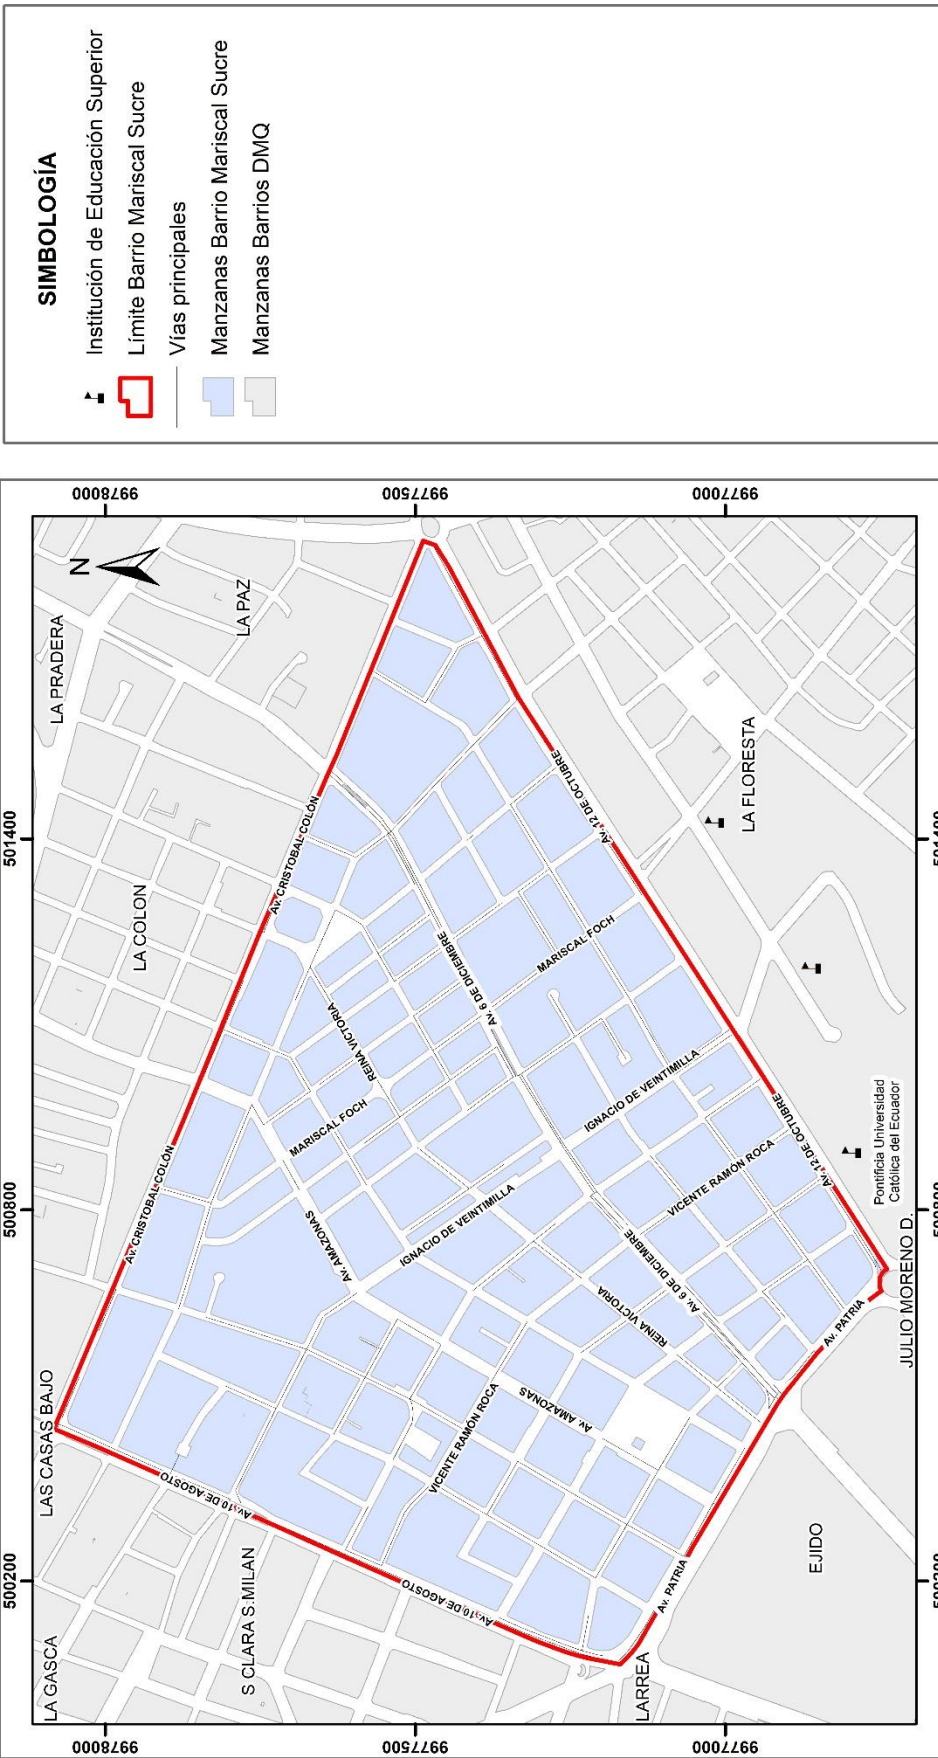 SIMBOLOGÍA
Institución de Educación Superior
Límite Barrio Mariscal Sucre
Vías principales
Manzanas Barrio Mariscal Sucre
Manzanas Barrios DMQ
500200
500800
501400
9978000
9977500
9977000
9978000
9977500
9977000
501400
N
LA GASCA
LAS CASAS BAJO
LA PRADERA
LA COLON
LA PAZ
S CLARA S.MILAN
LARREA
EJIDO
JULIO MORENO D.
LA FLORESTA
Pontificia Universidad
Católica del Ecuador
Av. CRISTOBAL COLÓN
Av. CRISTOBAL COLÓN
Av. 10 DE AGOSTO
Av. 10 DE AGOSTO
Av. AMAZONAS
Av. AMAZONAS
REINA VICTORIA
REINA VICTORIA
MARISCAL FOCH
MARISCAL FOCH
Av. 6 DE DICIEMBRE
Av. 6 DE DICIEMBRE
IGNACIO DE VEINTIMILLA
IGNACIO DE VEINTIMILLA
VICENTE RAMÓN ROCA
VICENTE RAMÓN ROCA
Av. 12 DE OCTUBRE
Av. 12 DE OCTUBRE
Av. PATRIA
Av. PATRIA